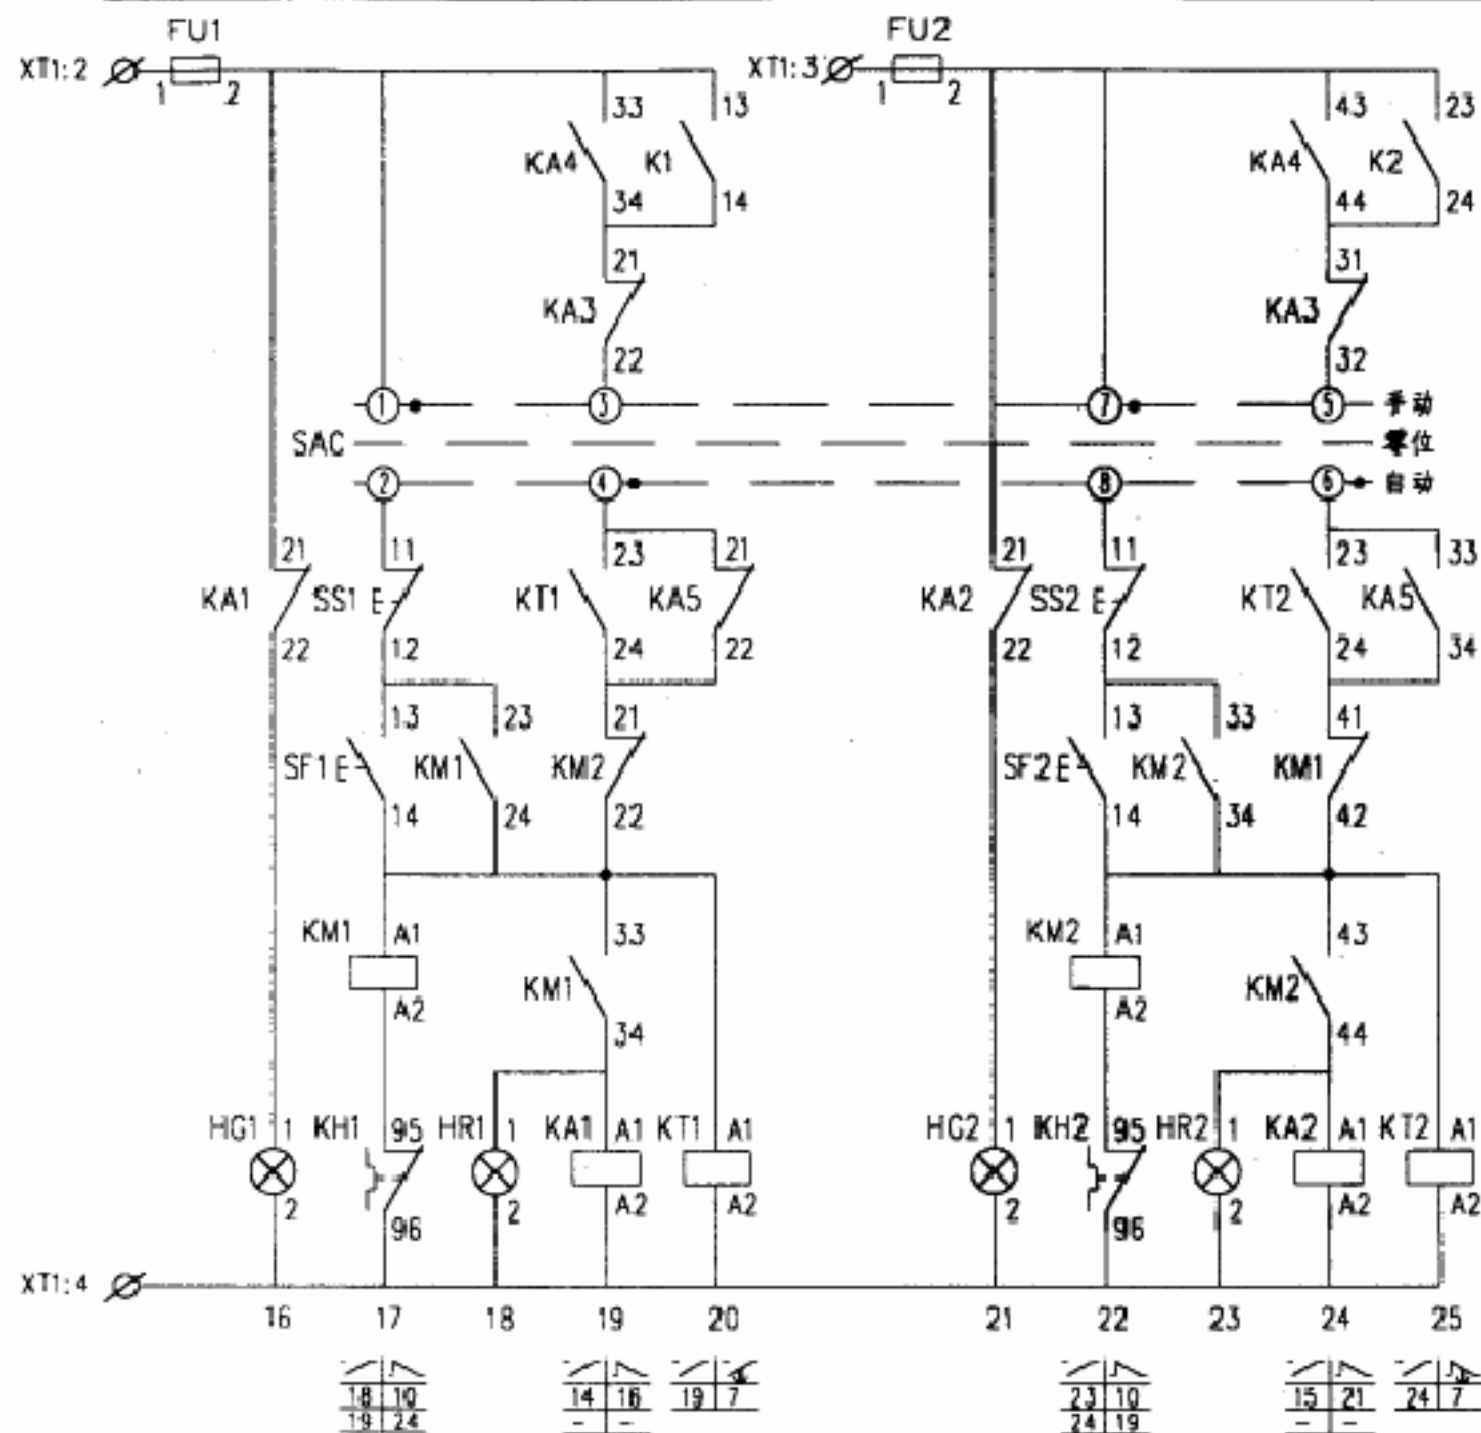 FU1 FU2
XT1:2 1 2 XT1:3 1 2
33 13 43 23
KA4 K1 KA4 K2
34 14 44 24
21 31
KA3 KA3
22 32
1 3 7 5 手动
SAC 零位
2 4 8 6 自动
21 11 23 21 21 11 23 33
KA1 SS1 KT1 KA5 KA2 SS2 KT2 KA5
22 12 24 22 22 12 24 34
13 23 21 13 33 41
SF1 KM1 KM2 SF2 KM2 KM1
14 24 22 14 34 42
KM1 A1 33 KM2 A1 43
KM1 KM2
A2 34 A2 44
HG1 1 KH1 95 HR1 1 KA1 A1 KT1 A1 HG2 1 KH2 95 HR2 1 KA2 A1 KT2 A1
2 96 2 A2 A2 2 96 2 A2 A2
XT1:4
16 17 18 19 20 21 22 23 24 25
18 10 14 16 19 7 23 10 15 21 24 7
19 24 - - 24 19 - -